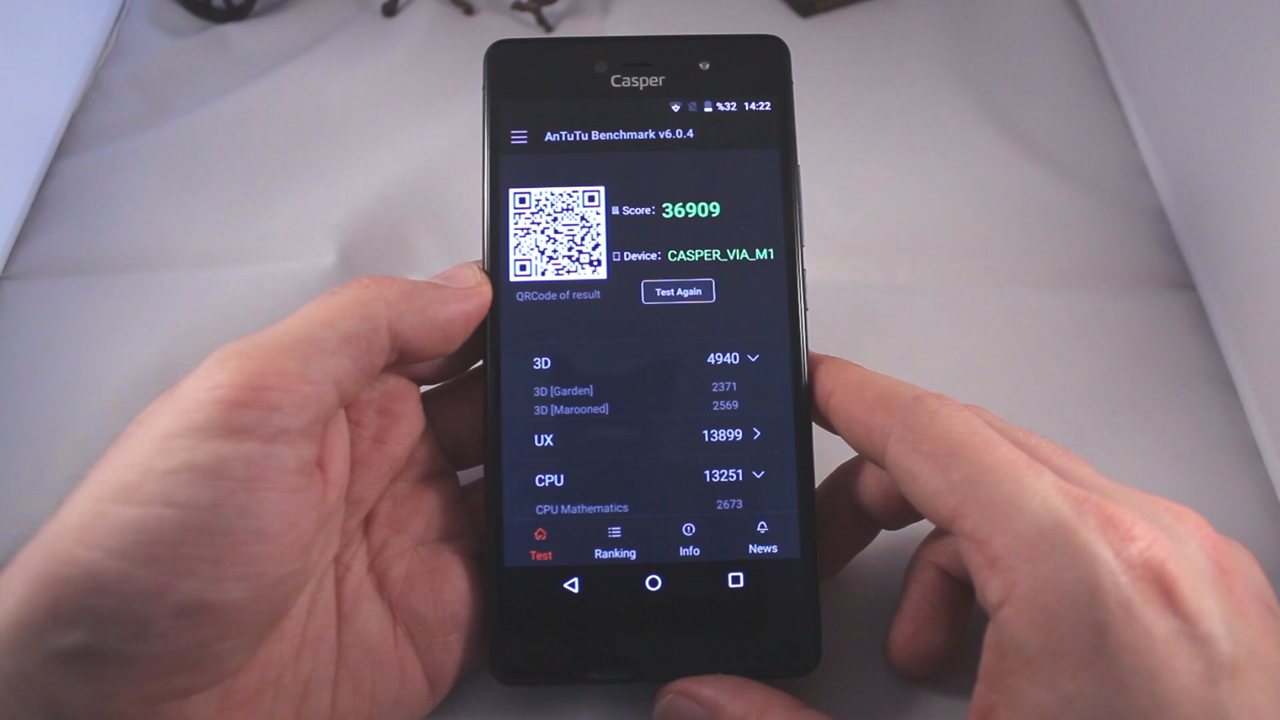 Casper
%32 14:22
AnTuTu Benchmark v6.0.4
Score: 36909
Device: CASPER_VIA_M1
QRCode of result
Test Again
3D 4940
3D [Garden] 2371
3D [Marooned] 2569
UX 13899
CPU 13251
CPU Mathematics 2673
Test Ranking Info News